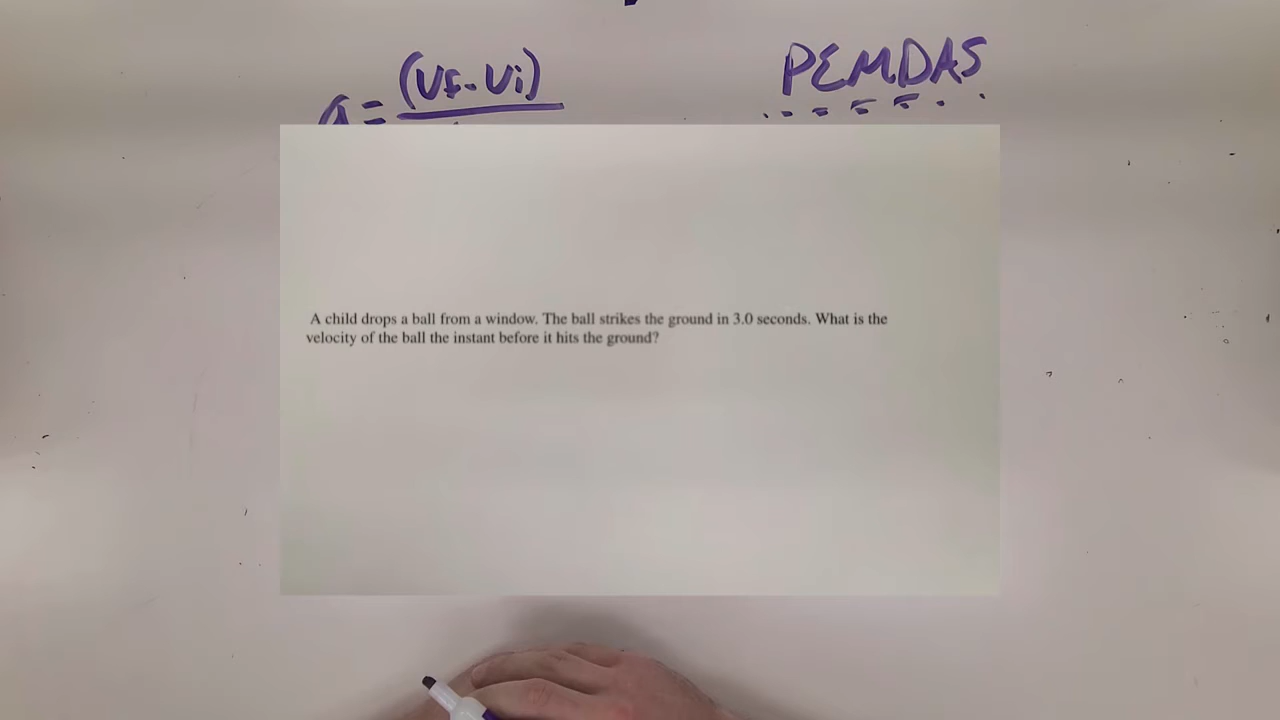 a = (Vf - Vi)
PEMDAS
A child drops a ball from a window. The ball strikes the ground in 3.0 seconds. What is the
velocity of the ball the instant before it hits the ground?